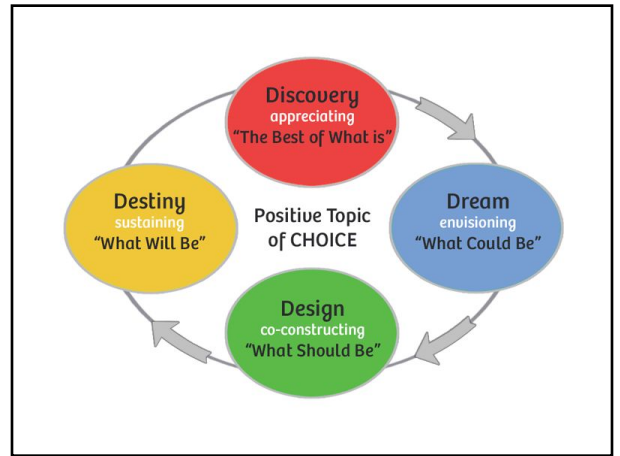 Discovery
appreciating
“The Best of What is”
Dream
envisioning
“What Could Be”
Design
co-constructing
“What Should Be”
Destiny
sustaining
“What Will Be”
Positive Topic
of CHOICE